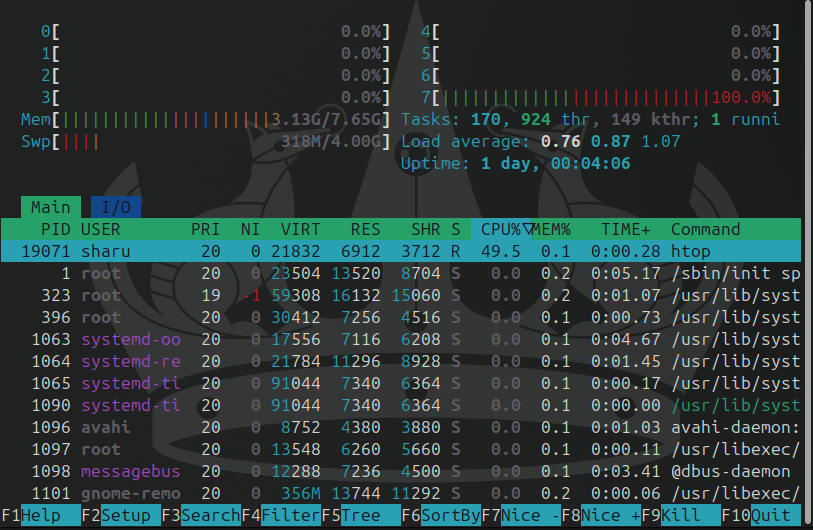 0[ 0.0%] 4[ 0.0%]
1[ 0.0%] 5[ 0.0%]
2[ 0.0%] 6[ 0.0%]
3[ 0.0%] 7[||||||||||||||||||||||||||||100.0%]
Mem[||||||||||||||||||||||3.13G/7.65G] Tasks: 170, 924 thr, 149 kthr; 1 runni
Swp[|||| 318M/4.00G] Load average: 0.76 0.87 1.07
Uptime: 1 day, 00:04:06
Main I/O
PID USER PRI NI VIRT RES SHR S CPU%▽MEM% TIME+ Command
19071 sharu 20 0 21832 6912 3712 R 49.5 0.1 0:00.28 htop
1 root 20 0 23504 13520 8704 S 0.0 0.2 0:05.17 /sbin/init sp
323 root 19 -1 59308 16132 15060 S 0.0 0.2 0:01.07 /usr/lib/syst
396 root 20 0 30412 7256 4516 S 0.0 0.1 0:00.73 /usr/lib/syst
1063 systemd-oo 20 0 17556 7116 6208 S 0.0 0.1 0:04.67 /usr/lib/syst
1064 systemd-re 20 0 21784 11296 8928 S 0.0 0.1 0:01.45 /usr/lib/syst
1065 systemd-ti 20 0 91044 7340 6364 S 0.0 0.1 0:00.17 /usr/lib/syst
1090 systemd-ti 20 0 91044 7340 6364 S 0.0 0.1 0:00.00 /usr/lib/syst
1096 avahi 20 0 8752 4380 3880 S 0.0 0.1 0:01.03 avahi-daemon:
1097 root 20 0 13548 6260 5660 S 0.0 0.1 0:00.11 /usr/libexec/
1098 messagebus 20 0 12288 7236 4500 S 0.0 0.1 0:03.41 @dbus-daemon
1101 gnome-remo 20 0 356M 13744 11292 S 0.0 0.2 0:00.06 /usr/libexec/
F1Help F2Setup F3SearchF4FilterF5Tree F6SortByF7Nice -F8Nice +F9Kill F10Quit